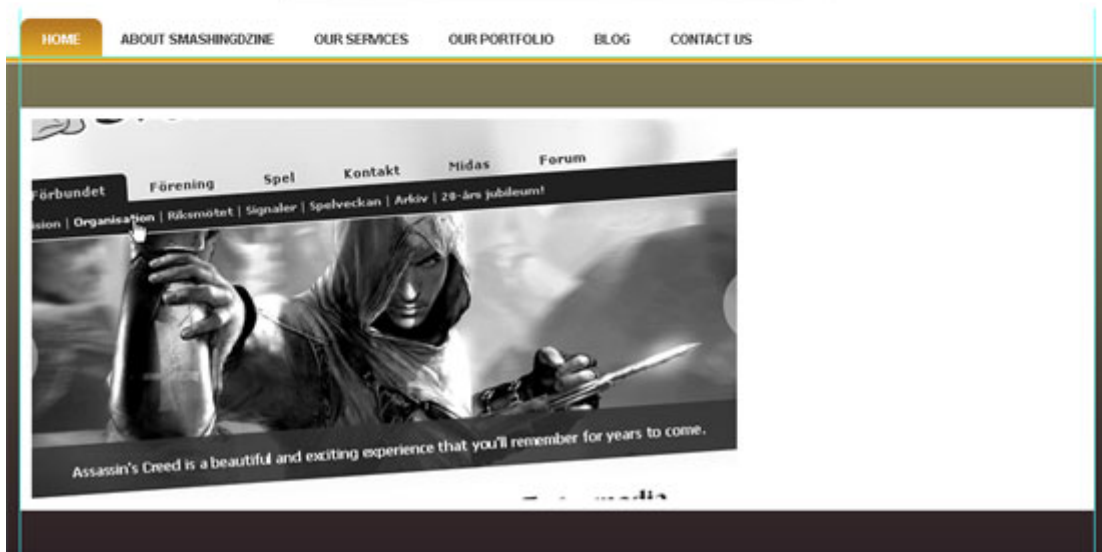 HOME ABOUT SMASHINGDZINE OUR SERVICES OUR PORTFOLIO BLOG CONTACT US
Förbundet Förening Spel Kontakt Midas Forum
ision | Organisation | Riksmötet | Signaler | Spelveckan | Arkiv | 28-års jubileum!
Assassin's Creed is a beautiful and exciting experience that you'll remember for years to come.